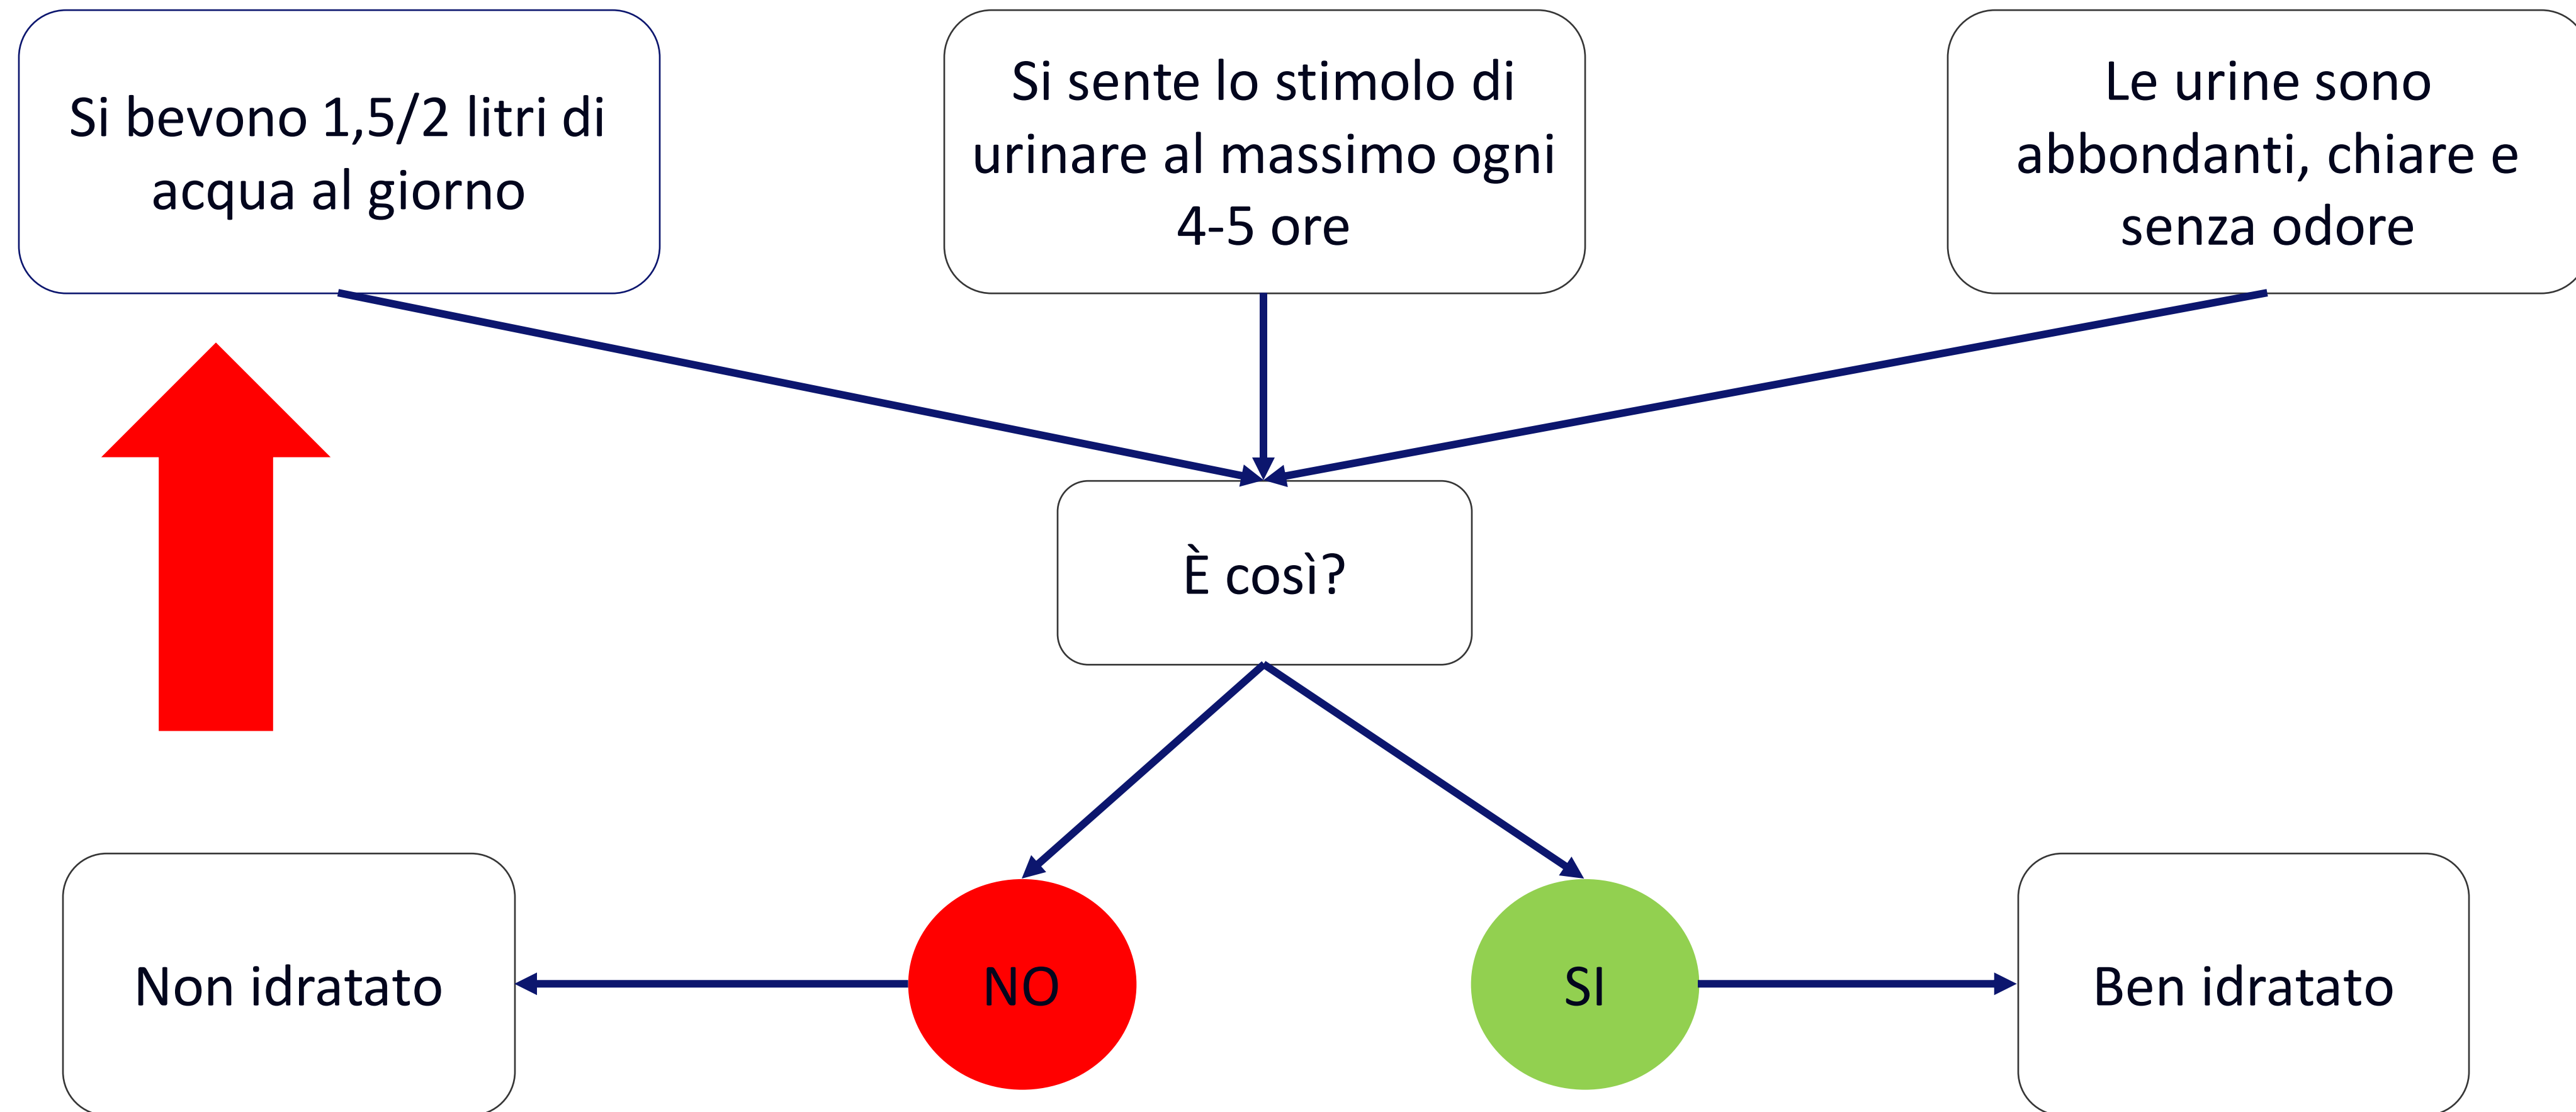 Si bevono 1,5/2 litri di
acqua al giorno
Si sente lo stimolo di
urinare al massimo ogni
4-5 ore
Le urine sono
abbondanti, chiare e
senza odore
È così?
Non idratato
NO
SI
Ben idratato